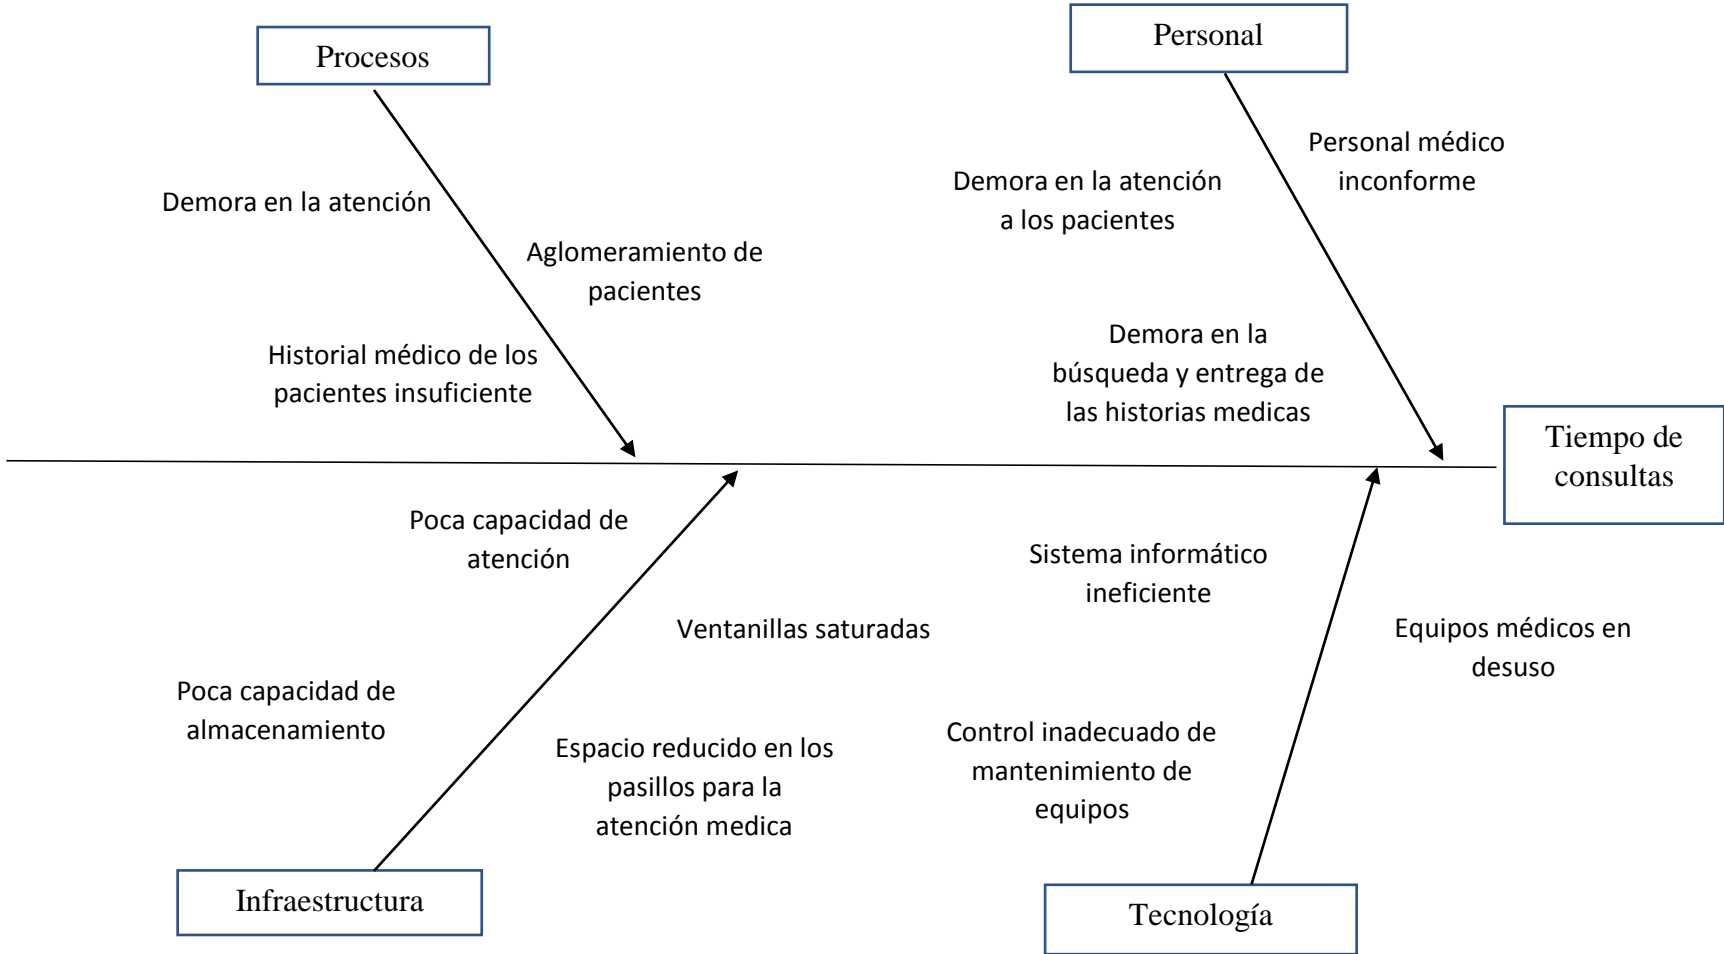 Procesos
Personal
Demora en la atención
Aglomeramiento de
pacientes
Historial médico de los
pacientes insuficiente
Demora en la atención
a los pacientes
Personal médico
inconforme
Demora en la
búsqueda y entrega de
las historias medicas
Tiempo de
consultas
Poca capacidad de
atención
Ventanillas saturadas
Poca capacidad de
almacenamiento
Espacio reducido en los
pasillos para la
atención medica
Sistema informático
ineficiente
Equipos médicos en
desuso
Control inadecuado de
mantenimiento de
equipos
Infraestructura
Tecnología